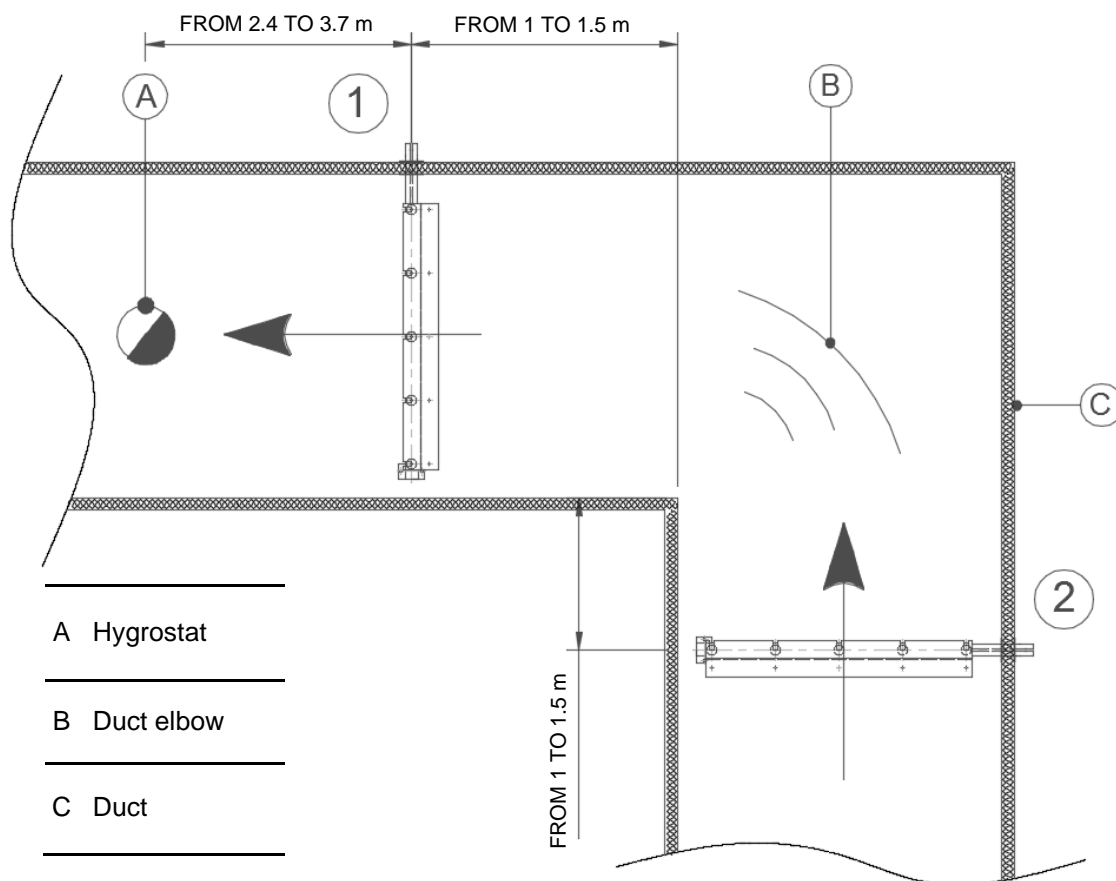 FROM 2.4 TO 3.7 m
FROM 1 TO 1.5 m
A
1
B
C
2
FROM 1 TO 1.5 m
A Hygrostat
B Duct elbow
C Duct